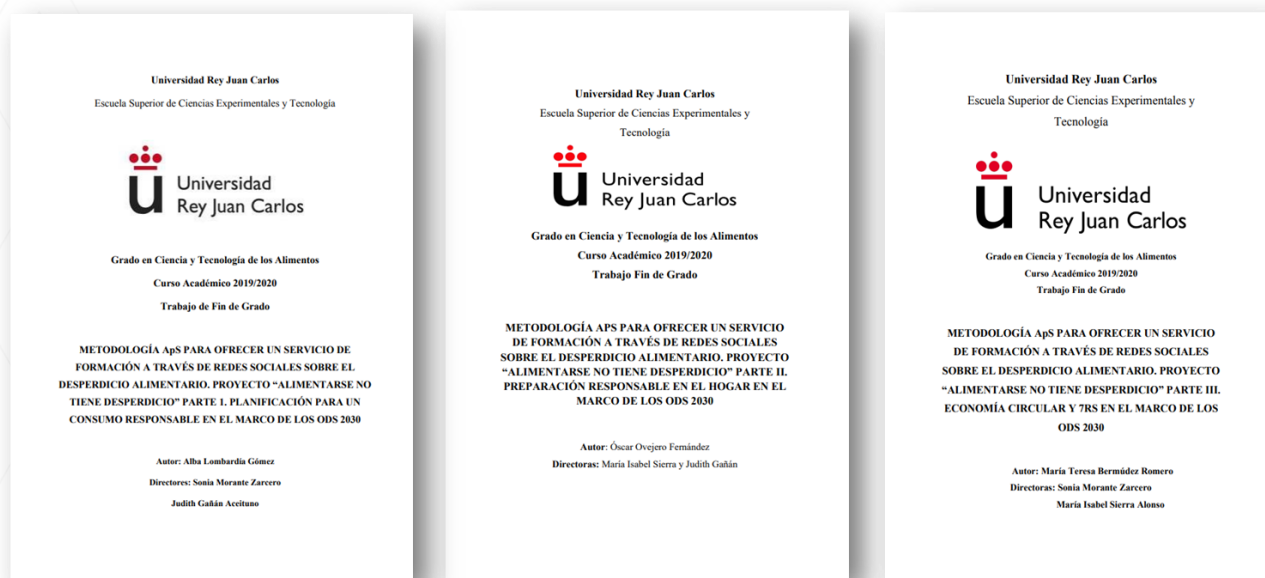 Universidad Rey Juan Carlos
Escuela Superior de Ciencias Experimentales y Tecnología
Universidad
Rey Juan Carlos
Grado en Ciencia y Tecnología de los Alimentos
Curso Académico 2019/2020
Trabajo de Fin de Grado
METODOLOGÍA ApS PARA OFRECER UN SERVICIO DE
FORMACIÓN A TRAVÉS DE REDES SOCIALES SOBRE EL
DESPERDICIO ALIMENTARIO. PROYECTO “ALIMENTARSE NO
TIENE DESPERDICIO” PARTE 1. PLANIFICACIÓN PARA UN
CONSUMO RESPONSABLE EN EL MARCO DE LOS ODS 2030
Autor: Alba Lombardía Gómez
Directores: Sonia Morante Zarcero
Judith Gañán Aceituno
Universidad Rey Juan Carlos
Escuela Superior de Ciencias Experimentales y
Tecnología
Universidad
Rey Juan Carlos
Grado en Ciencia y Tecnología de los Alimentos
Curso Académico 2019/2020
Trabajo Fin de Grado
METODOLOGÍA APS PARA OFRECER UN SERVICIO
DE FORMACIÓN A TRAVÉS DE REDES SOCIALES
SOBRE EL DESPERDICIO ALIMENTARIO. PROYECTO
“ALIMENTARSE NO TIENE DESPERDICIO” PARTE II.
PREPARACIÓN RESPONSABLE EN EL HOGAR EN EL
MARCO DE LOS ODS 2030
Autor: Óscar Ovejero Fernández
Directoras: María Isabel Sierra y Judith Gañán
Universidad Rey Juan Carlos
Escuela Superior de Ciencias Experimentales y
Tecnología
Universidad
Rey Juan Carlos
Grado en Ciencia y Tecnología de los Alimentos
Curso Académico 2019/2020
Trabajo Fin de Grado
METODOLOGÍA ApS PARA OFRECER UN SERVICIO
DE FORMACIÓN A TRAVÉS DE REDES SOCIALES
SOBRE EL DESPERDICIO ALIMENTARIO. PROYECTO
“ALIMENTARSE NO TIENE DESPERDICIO” PARTE III.
ECONOMÍA CIRCULAR Y 7RS EN EL MARCO DE LOS
ODS 2030
Autor: María Teresa Bermúdez Romero
Directoras: Sonia Morante Zarcero
María Isabel Sierra Alonso